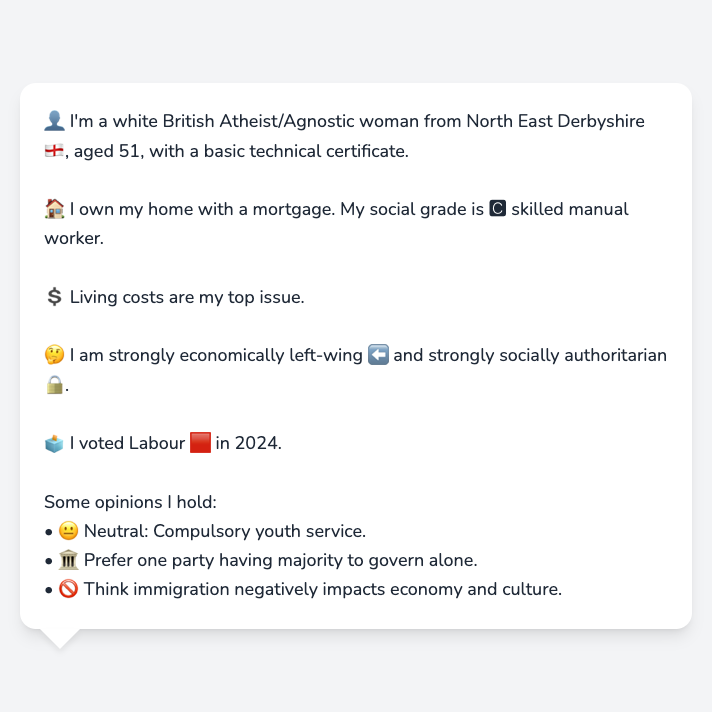 👤 I'm a white British Atheist/Agnostic woman from North East Derbyshire
🏴󠁧󠁢󠁥󠁮󠁧󠁿, aged 51, with a basic technical certificate.
🏠 I own my home with a mortgage. My social grade is C skilled manual
worker.
💲 Living costs are my top issue.
🤔 I am strongly economically left-wing ⬅️ and strongly socially authoritarian
🔒.
🗳️ I voted Labour 🟥 in 2024.
Some opinions I hold:
• 😐 Neutral: Compulsory youth service.
• 🏛️ Prefer one party having majority to govern alone.
• 🚫 Think immigration negatively impacts economy and culture.